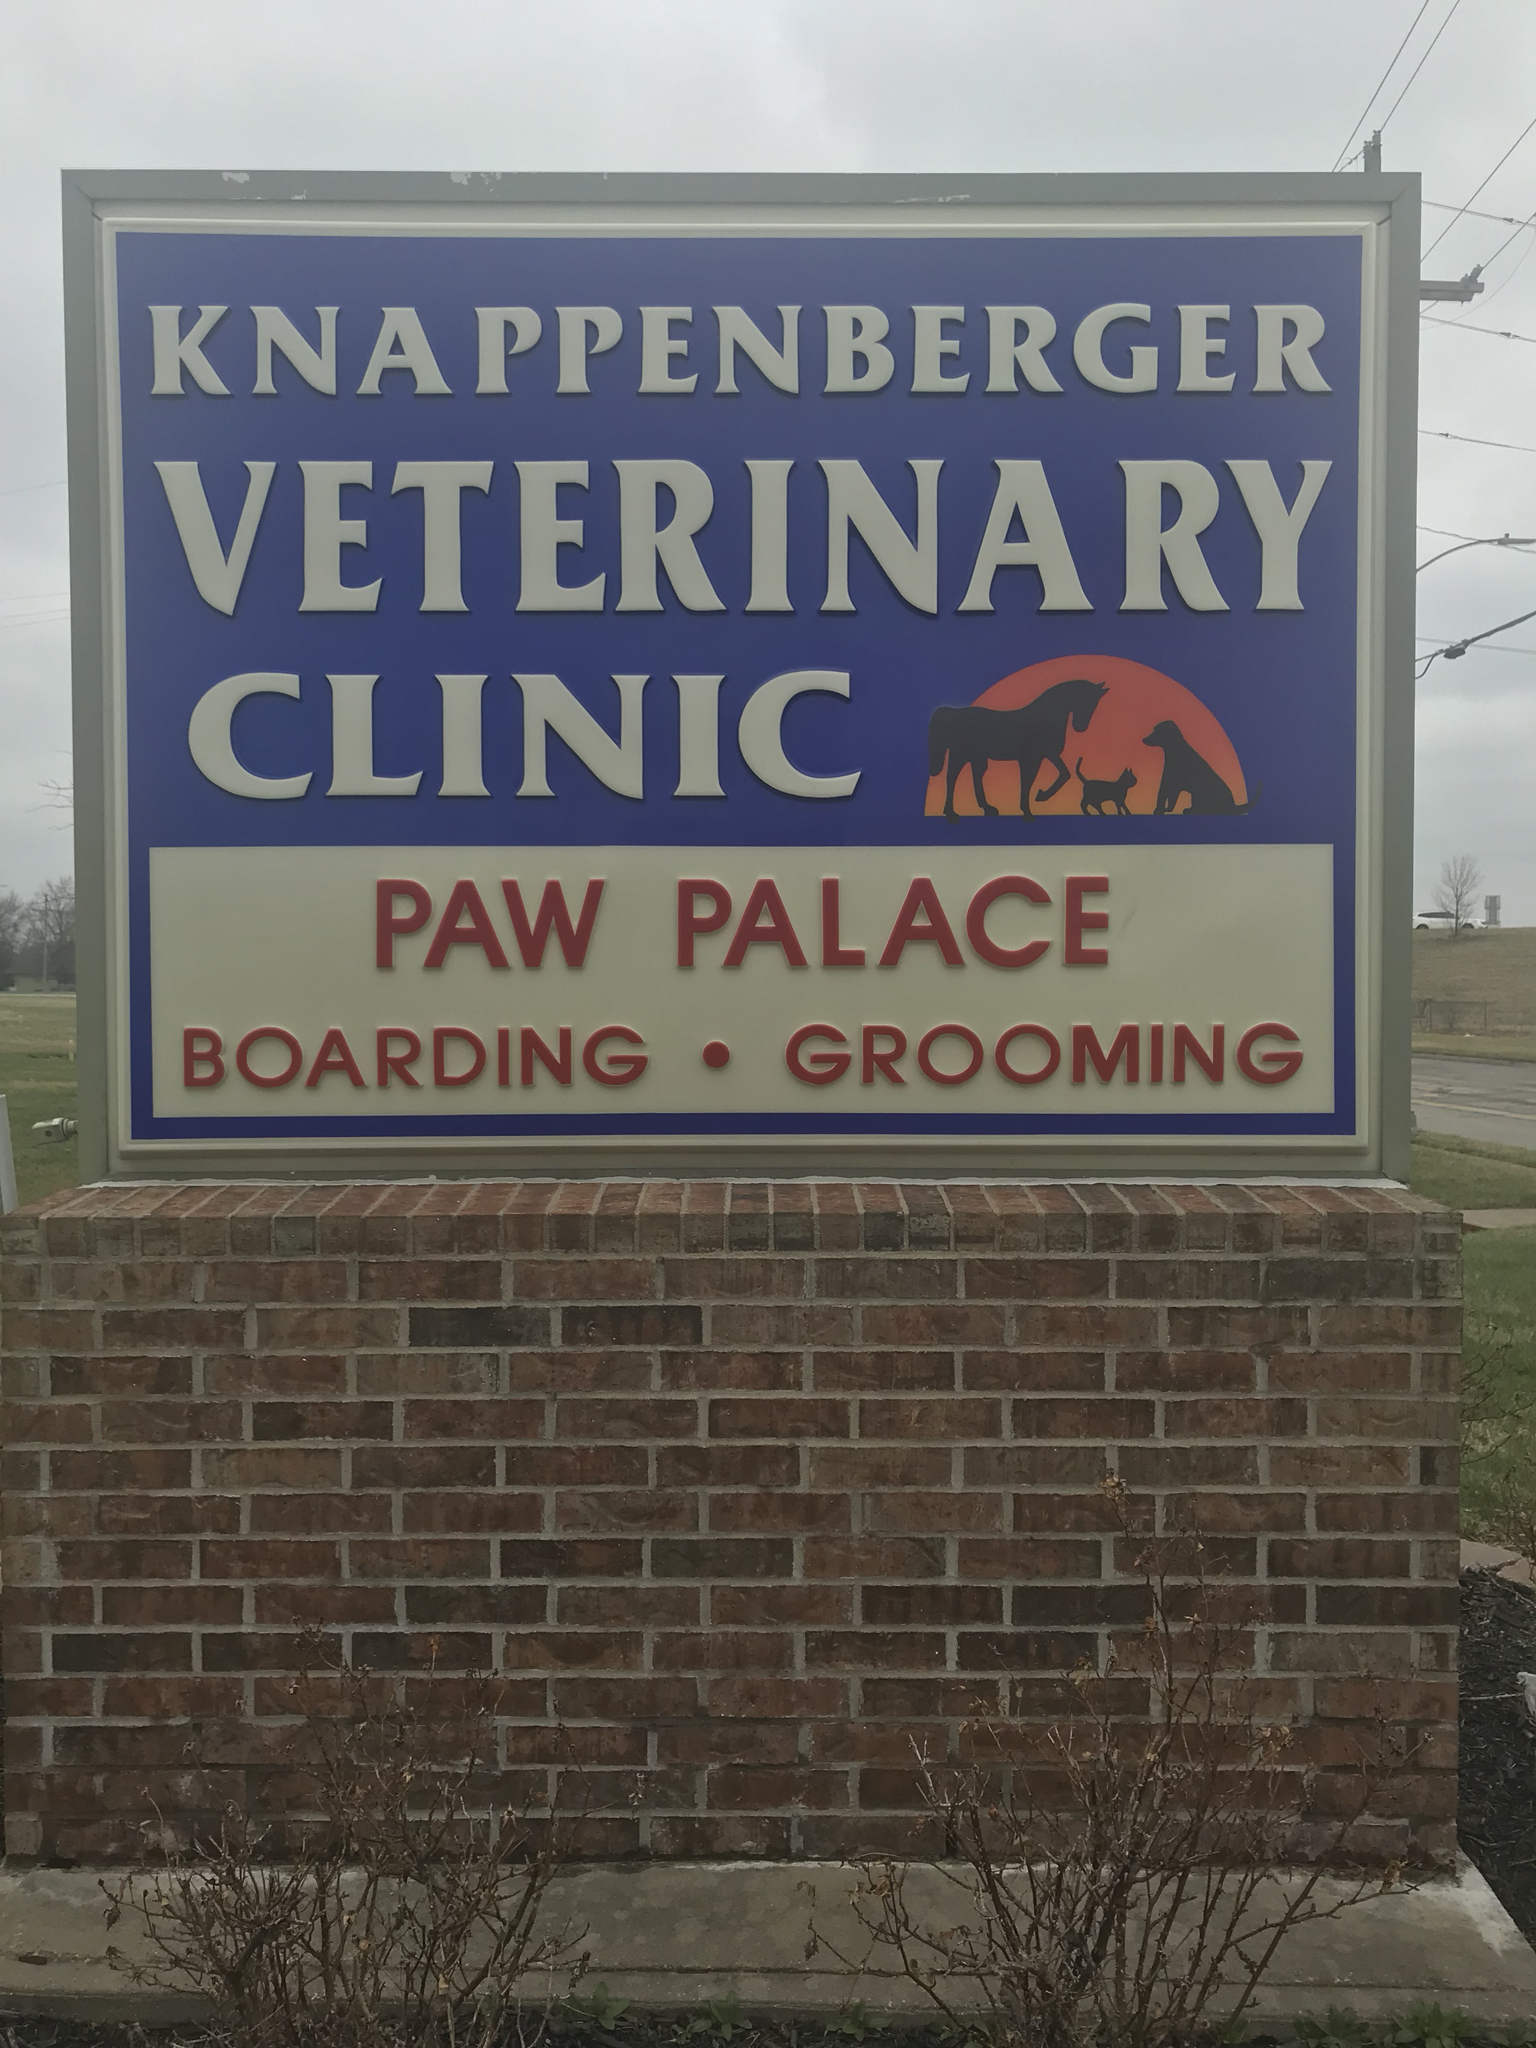 KNAPPENBERGER
VETERINARY
CLINIC
PAW PALACE
BOARDING • GROOMING